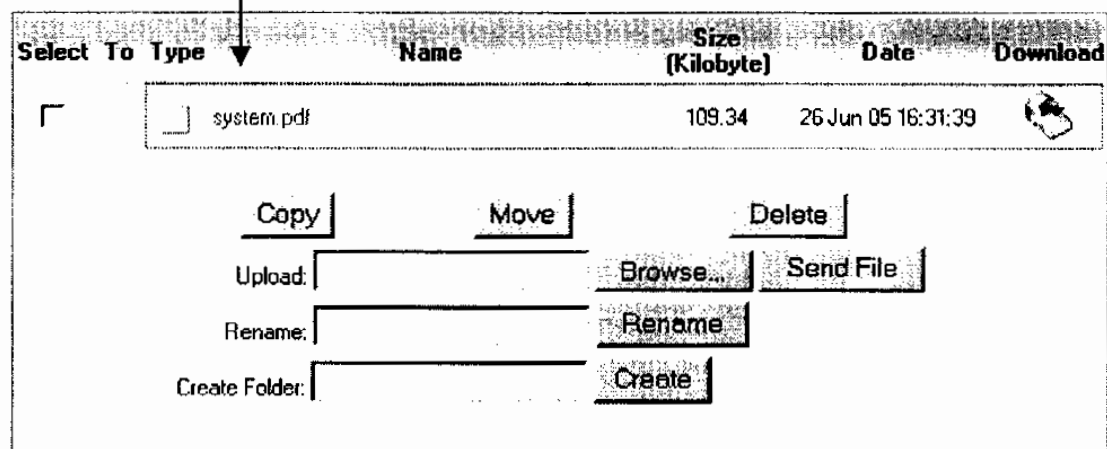 Select To Type Name Size (Kilobyte) Date Download
system.pdf 109.34 26 Jun 05 16:31:39
Copy Move Delete
Upload: Browse... Send File
Rename: Rename
Create Folder: Create